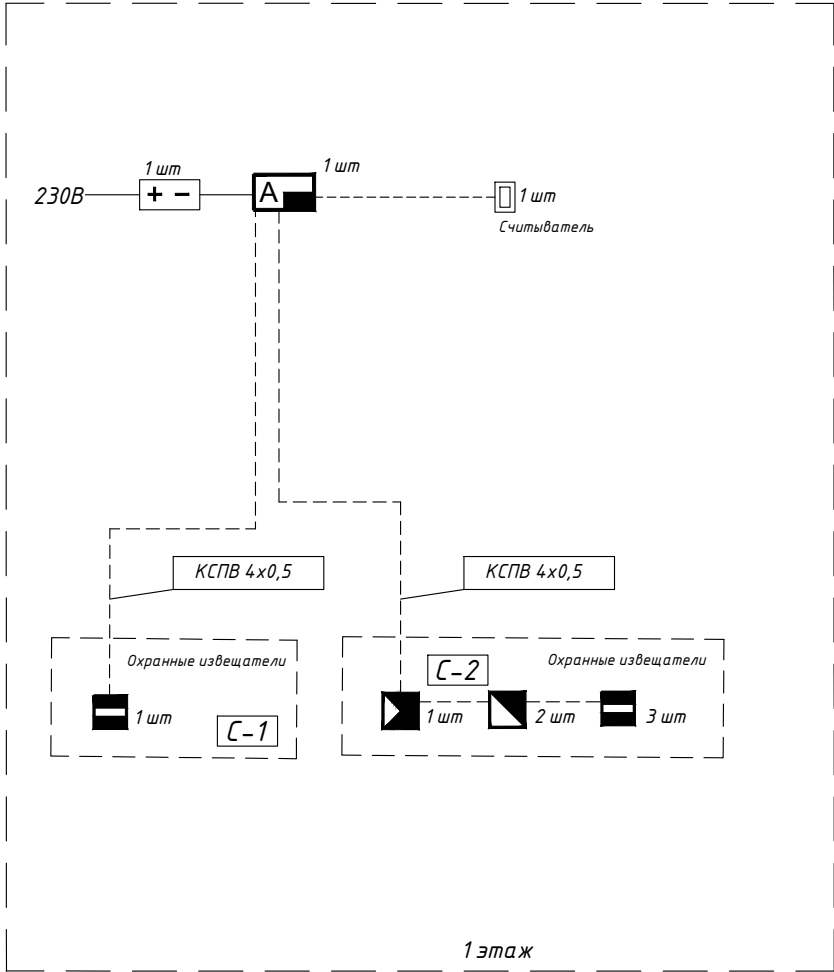 1 шт
1 шт
230В
+ −
А
1 шт
Считыватель
КСПВ 4х0,5
КСПВ 4х0,5
Охранные извещатели
1 шт
С-1
Охранные извещатели
С-2
1 шт
2 шт
3 шт
1 этаж